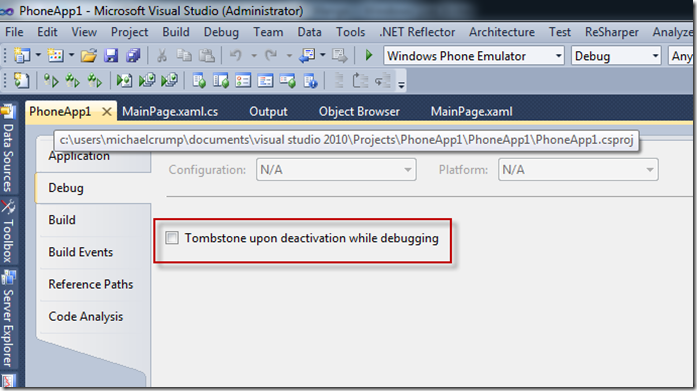 PhoneApp1 - Microsoft Visual Studio (Administrator)
File Edit View Project Build Debug Team Data Tools .NET Reflector Architecture Test ReSharper Analyze
Windows Phone Emulator Debug Any
PhoneApp1 MainPage.xaml.cs Output Object Browser MainPage.xaml
c:\users\michaelcrump\documents\visual studio 2010\Projects\PhoneApp1\PhoneApp1\PhoneApp1.csproj
Application
Configuration: N/A Platform: N/A
Debug
Build
Tombstone upon deactivation while debugging
Build Events
Reference Paths
Code Analysis
Data Sources
Toolbox
Server Explorer